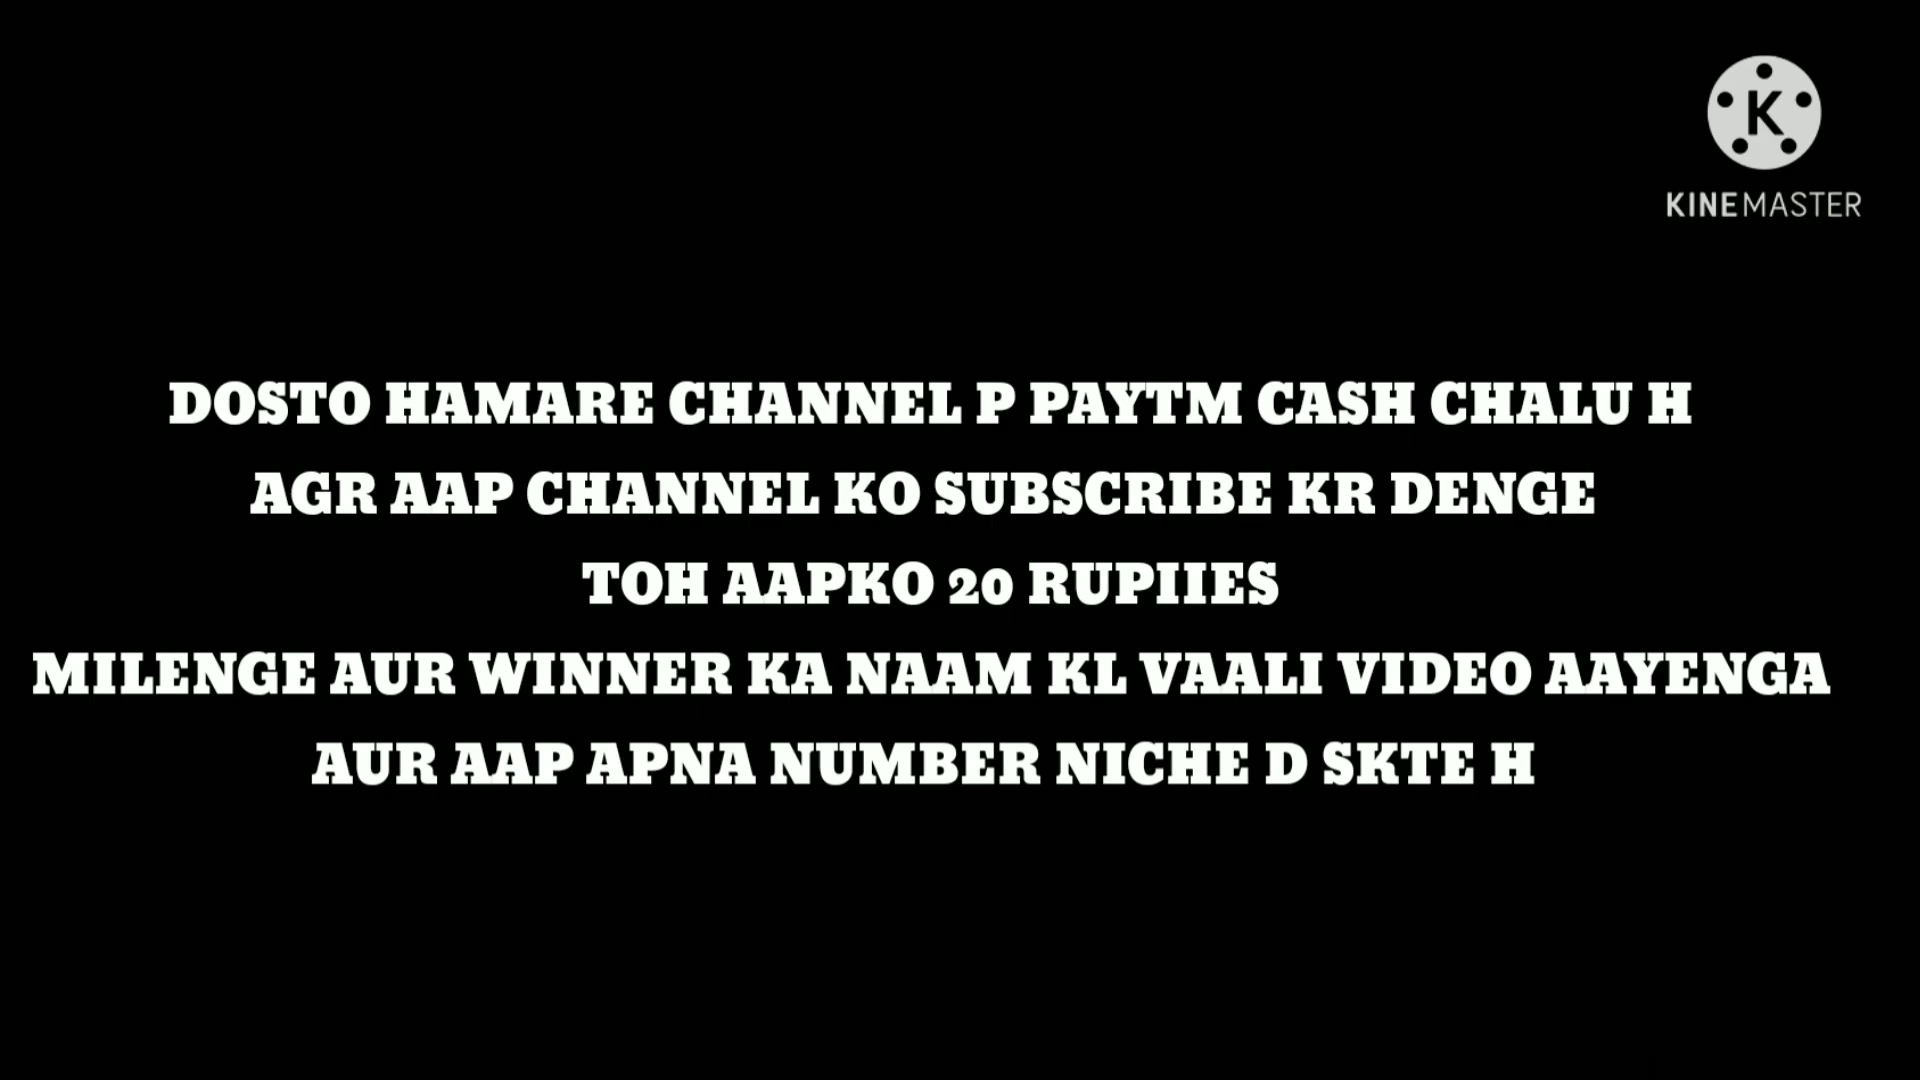 K
KINEMASTER
DOSTO HAMARE CHANNEL P PAYTM CASH CHALU H
AGR AAP CHANNEL KO SUBSCRIBE KR DENGE
TOH AAPKO 20 RUPIIES
MILENGE AUR WINNER KA NAAM KL VAALI VIDEO AAYENGA
AUR AAP APNA NUMBER NICHE D SKTE H